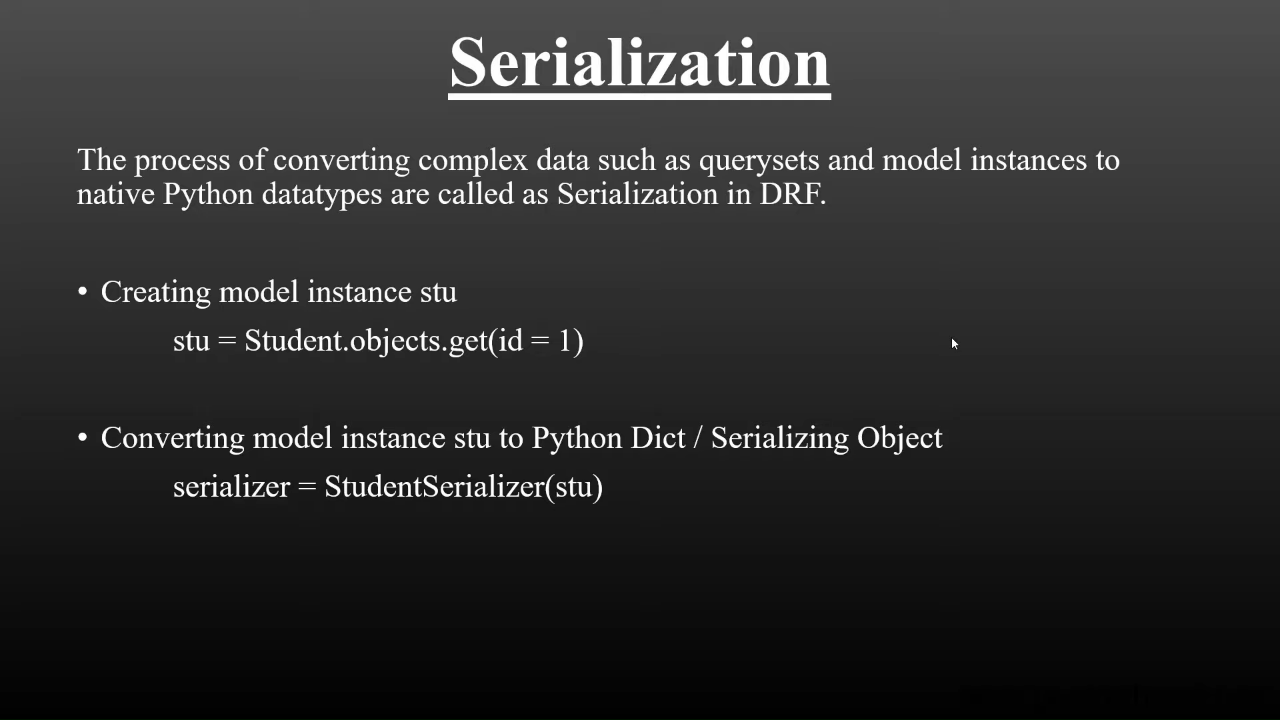 Serialization
The process of converting complex data such as querysets and model instances to
native Python datatypes are called as Serialization in DRF.
• Creating model instance stu
stu = Student.objects.get(id = 1)
• Converting model instance stu to Python Dict / Serializing Object
serializer = StudentSerializer(stu)